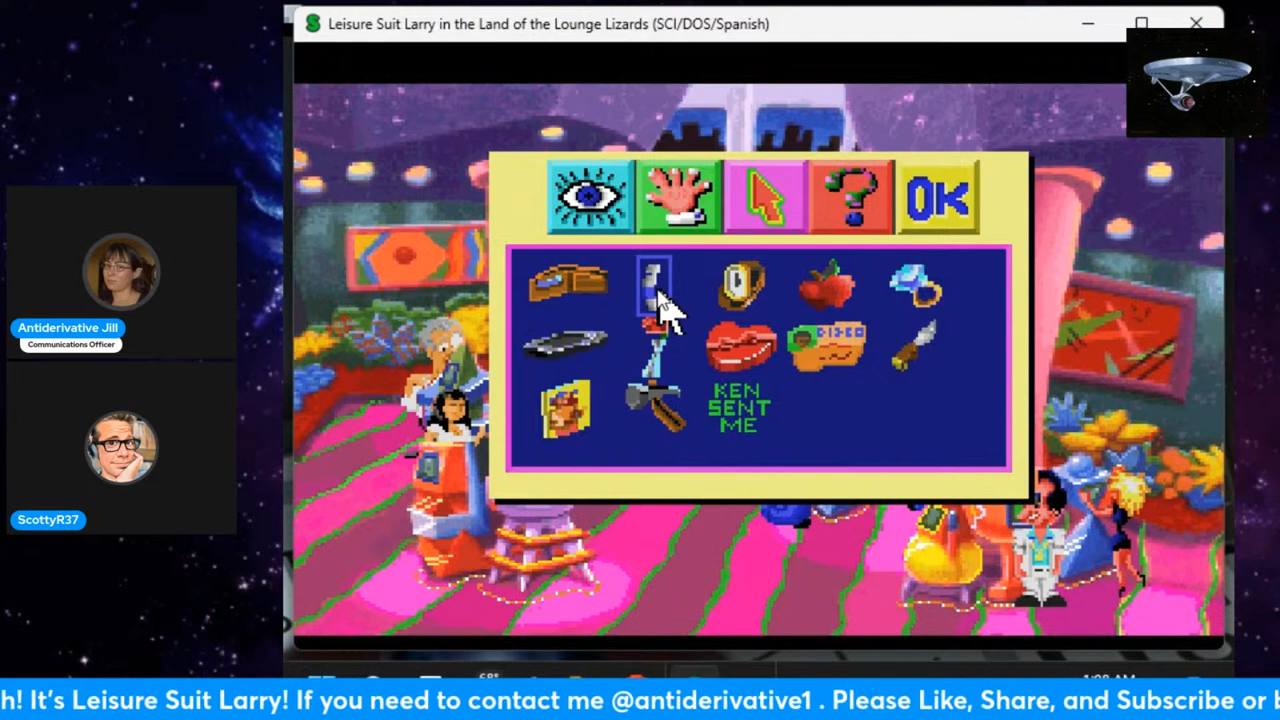 Leisure Suit Larry in the Land of the Lounge Lizards (SCI/DOS/Spanish)
OK
DISCO
KEN
SENT
ME
Antiderivative Jill
Communications Officer
ScottyR37
68°
h! It's Leisure Suit Larry! If you need to contact me @antiderivative1 . Please Like, Share, and Subscribe or b